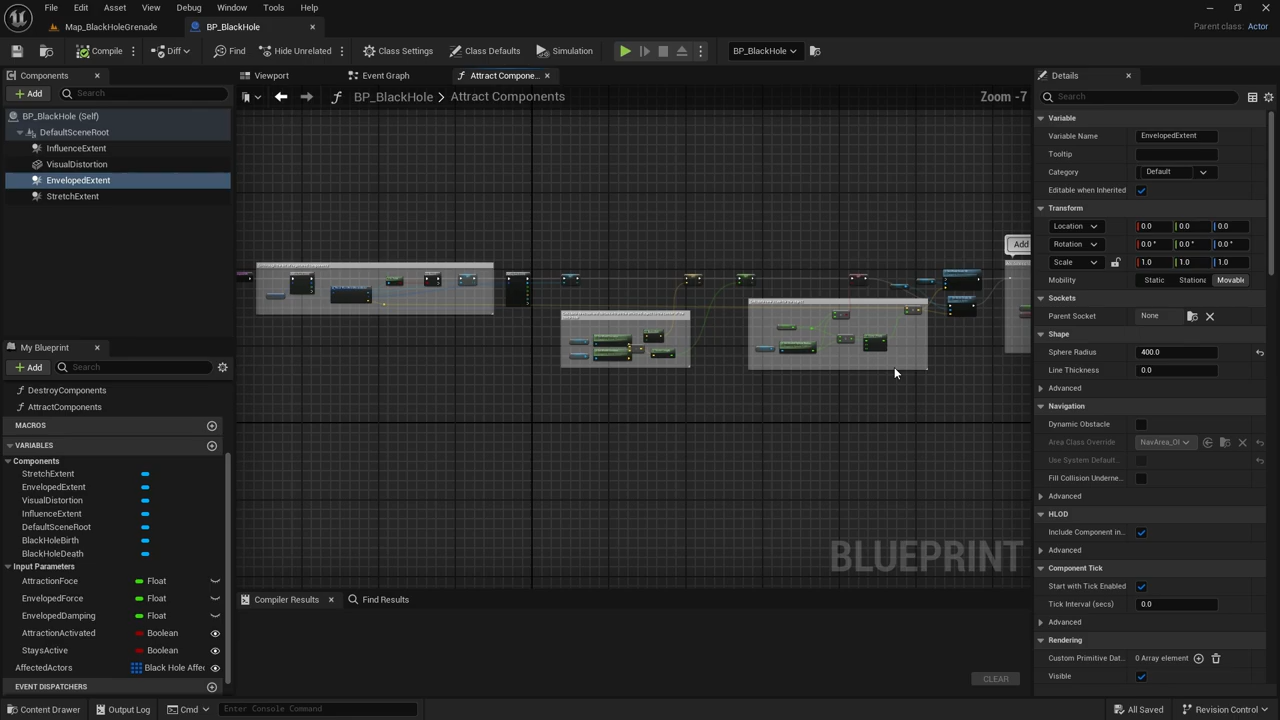 File Edit Asset View Debug Window Tools Help
Map_BlackHoleGrenade
BP_BlackHole
Parent class: Actor
Compile
Diff
Find
Hide Unrelated
Class Settings
Class Defaults
Simulation
BP_BlackHole
Components
Viewport
Event Graph
Attract Compone...
Details
Add
Search
BP_BlackHole > Attract Components
Zoom -7
Search
BP_BlackHole (Self)
DefaultSceneRoot
InfluenceExtent
VisualDistortion
EnvelopedExtent
StretchExtent
Variable
Variable Name EnvelopedExtent
Tooltip
Category Default
Editable when Inherited
Transform
Location 0.0 0.0 0.0
Rotation 0.0 ° 0.0 ° 0.0 °
Scale 1.0 1.0 1.0
Mobility Static Station Movable
Sockets
Parent Socket None
Shape
Sphere Radius 400.0
Line Thickness 0.0
Advanced
Navigation
Dynamic Obstacle
Area Class Override NavArea_Ol
Use System Default...
Fill Collision Underne...
Advanced
HLOD
Include Component in...
Advanced
Component Tick
Start with Tick Enabled
Tick Interval (secs) 0.0
Advanced
Rendering
Custom Primitive Dat... 0 Array element
Visible
Add
BLUEPRINT
My Blueprint
Add
Search
DestroyComponents
AttractComponents
MACROS
VARIABLES
Components
StretchExtent
EnvelopedExtent
VisualDistortion
InfluenceExtent
DefaultSceneRoot
BlackHoleBirth
BlackHoleDeath
Input Parameters
AttractionFoce Float
EnvelopedForce Float
EnvelopedDamping Float
AttractionActivated Boolean
StaysActive Boolean
AffectedActors Black Hole Affec
EVENT DISPATCHERS
Compiler Results
Find Results
CLEAR
Content Drawer
Output Log
Cmd
Enter Console Command
All Saved
Revision Control